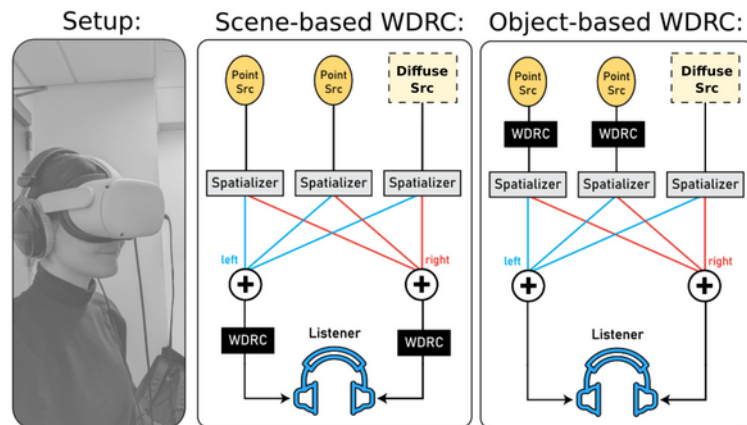 Setup:
Scene-based WDRC:
Object-based WDRC:
Point
Src
Point
Src
Diffuse
Src
Spatializer
Spatializer
Spatializer
left
right
+
+
WDRC
WDRC
Listener
Point
Src
Point
Src
Diffuse
Src
WDRC
WDRC
Spatializer
Spatializer
Spatializer
left
right
+
+
Listener